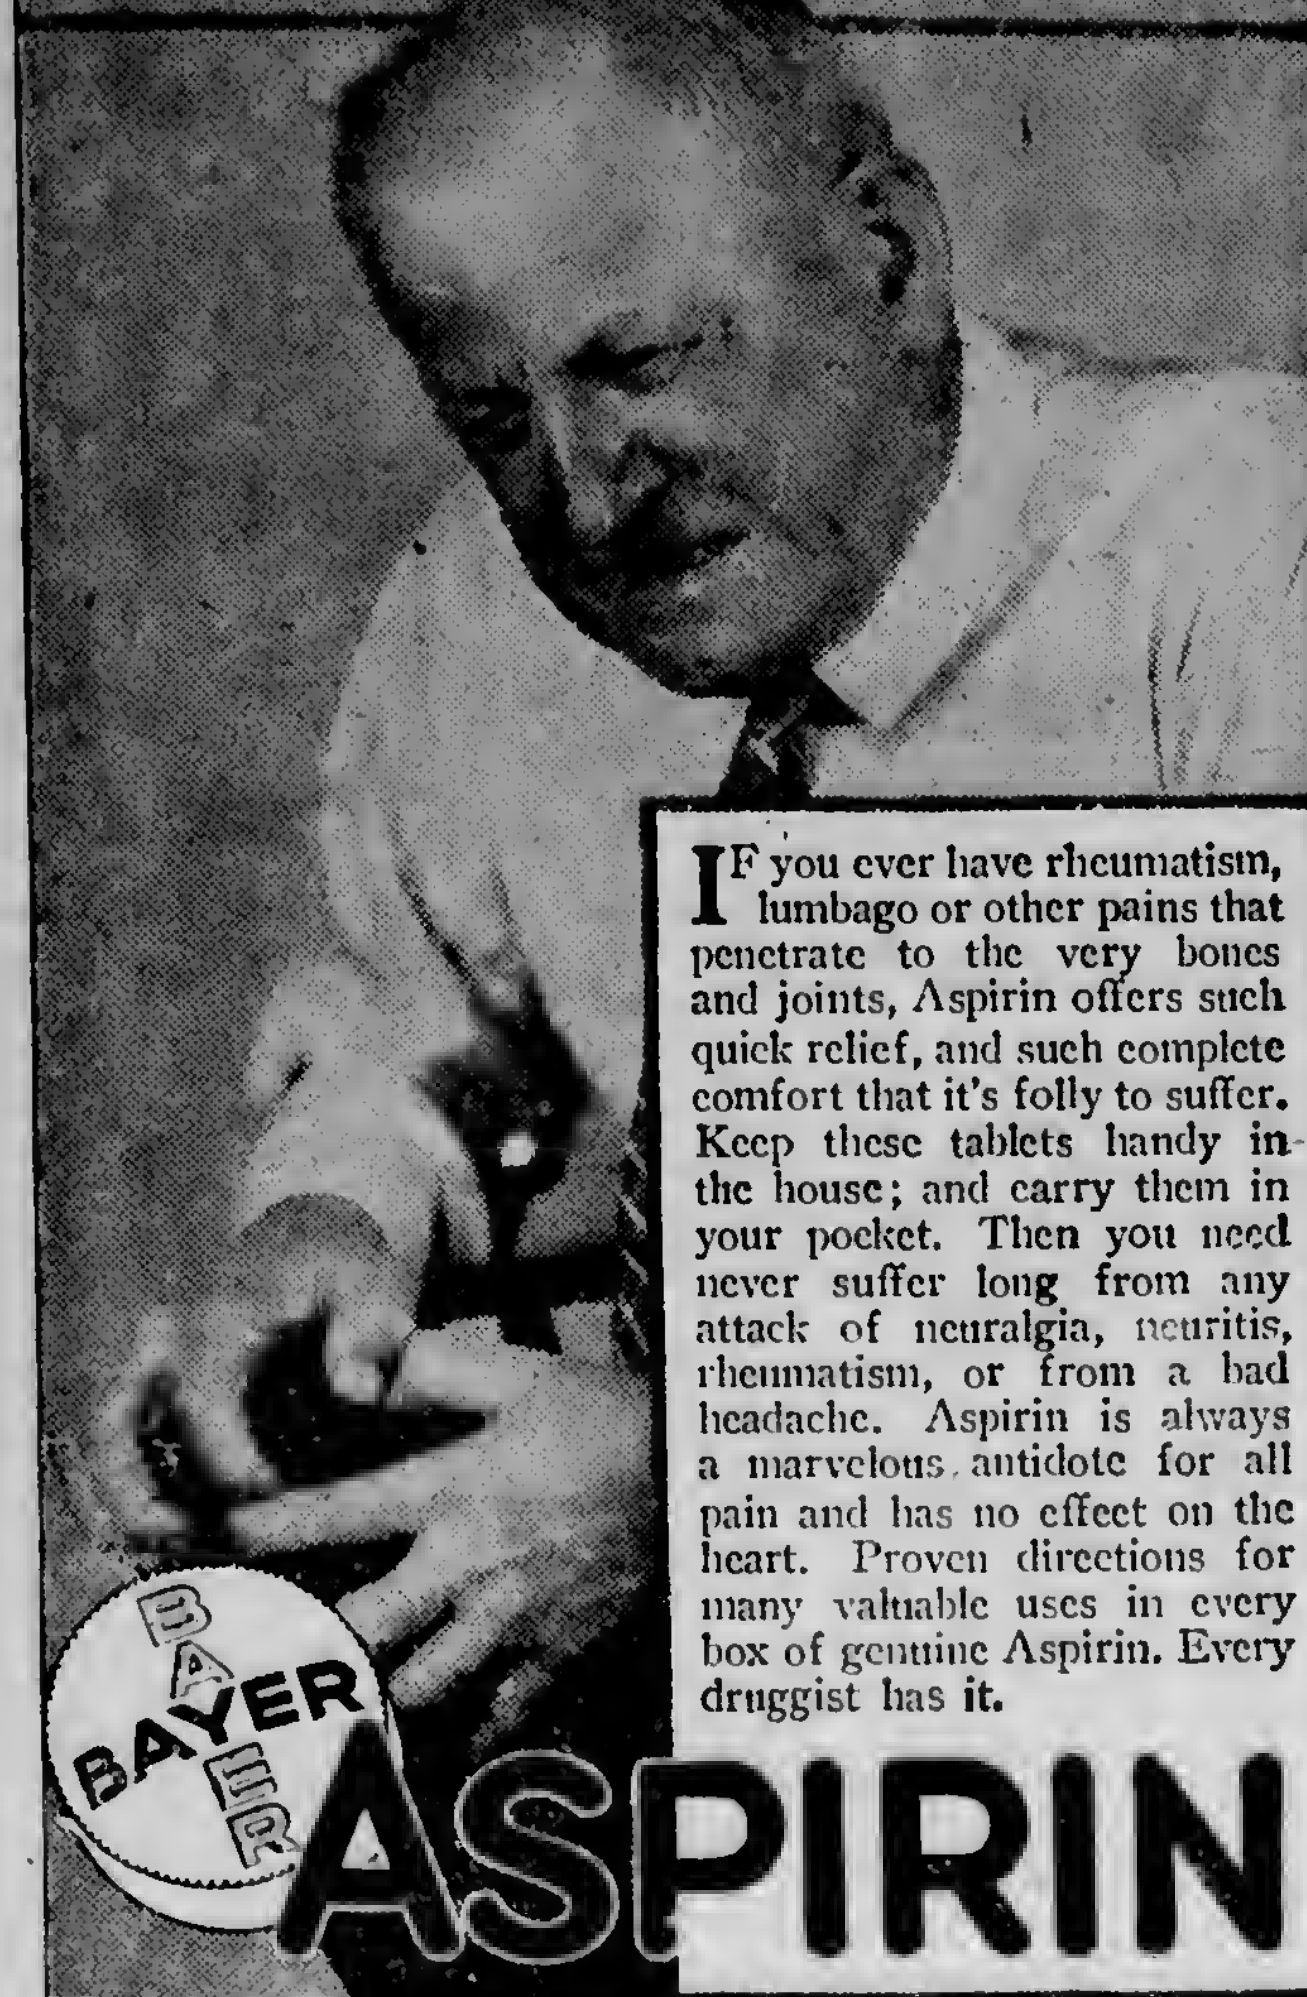 IF you ever have rheumatism,
lumbago or other pains that
penetrate to the very bones
and joints, Aspirin offers such
quick relief, and such complete
comfort that it's folly to suffer.
Keep these tablets handy in
the house; and carry them in
your pocket. Then you need
never suffer long from any
attack of neuralgia, neuritis,
rheumatism, or from a bad
headache. Aspirin is always
a marvelous antidote for all
pain and has no effect on the
heart. Proven directions for
many valuable uses in every
box of genuine Aspirin. Every
druggist has it.
BAYER
BAYER
ASPIRIN